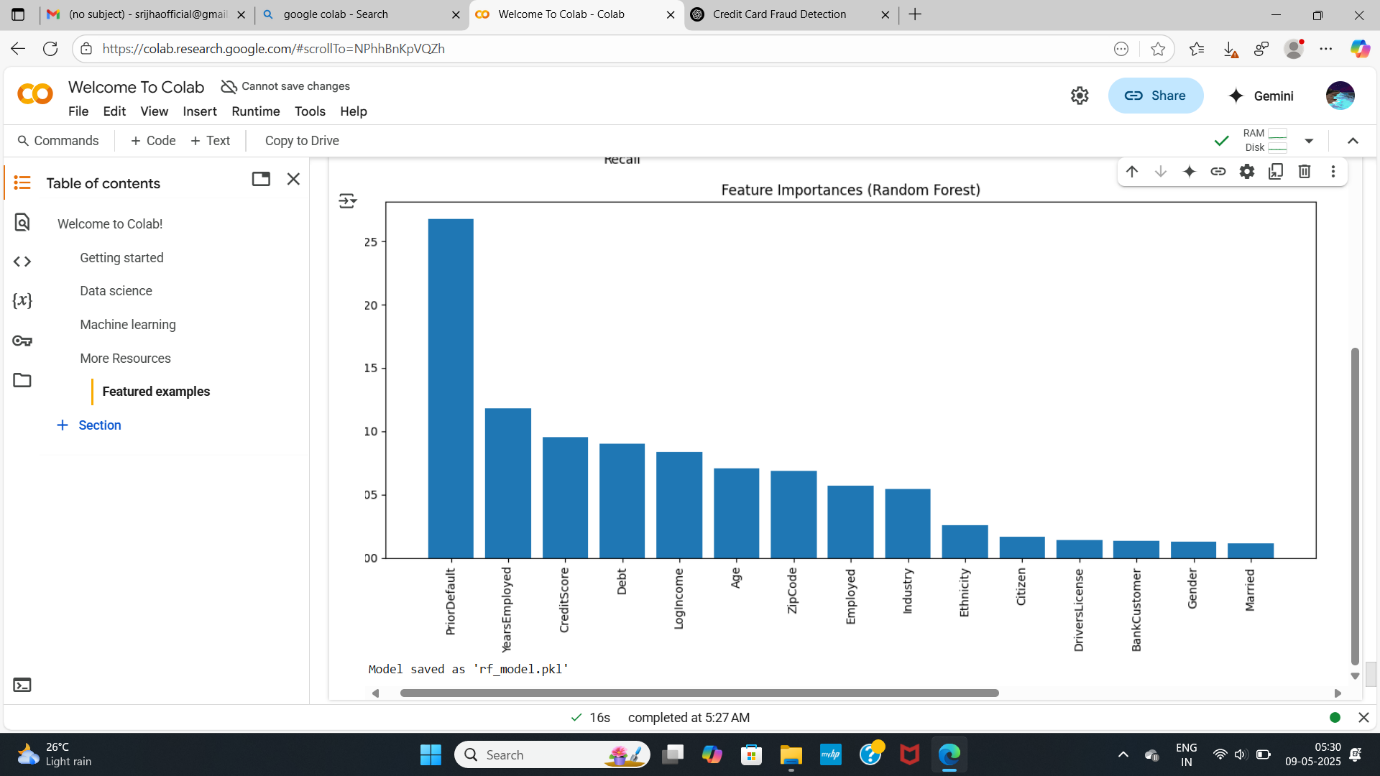 (no subject) - srijhaofficial@gmail
google colab - Search
Welcome To Colab - Colab
Credit Card Fraud Detection
https://colab.research.google.com/#scrollTo=NPhhBnKpVQZh
Welcome To Colab
Cannot save changes
File Edit View Insert Runtime Tools Help
Share
Gemini
Commands
+ Code + Text
Copy to Drive
RAM
Disk
Table of contents
Welcome to Colab!
Getting started
Data science
Machine learning
More Resources
Featured examples
+ Section
Recall
Feature Importances (Random Forest)
25
20
15
10
05
00
PriorDefault
YearsEmployed
CreditScore
Debt
LogIncome
Age
ZipCode
Employed
Industry
Ethnicity
Citizen
DriversLicense
BankCustomer
Gender
Married
Model saved as 'rf_model.pkl'
16s completed at 5:27 AM
26°C
Light rain
Search
myhp
ENG
IN
05:30
09-05-2025